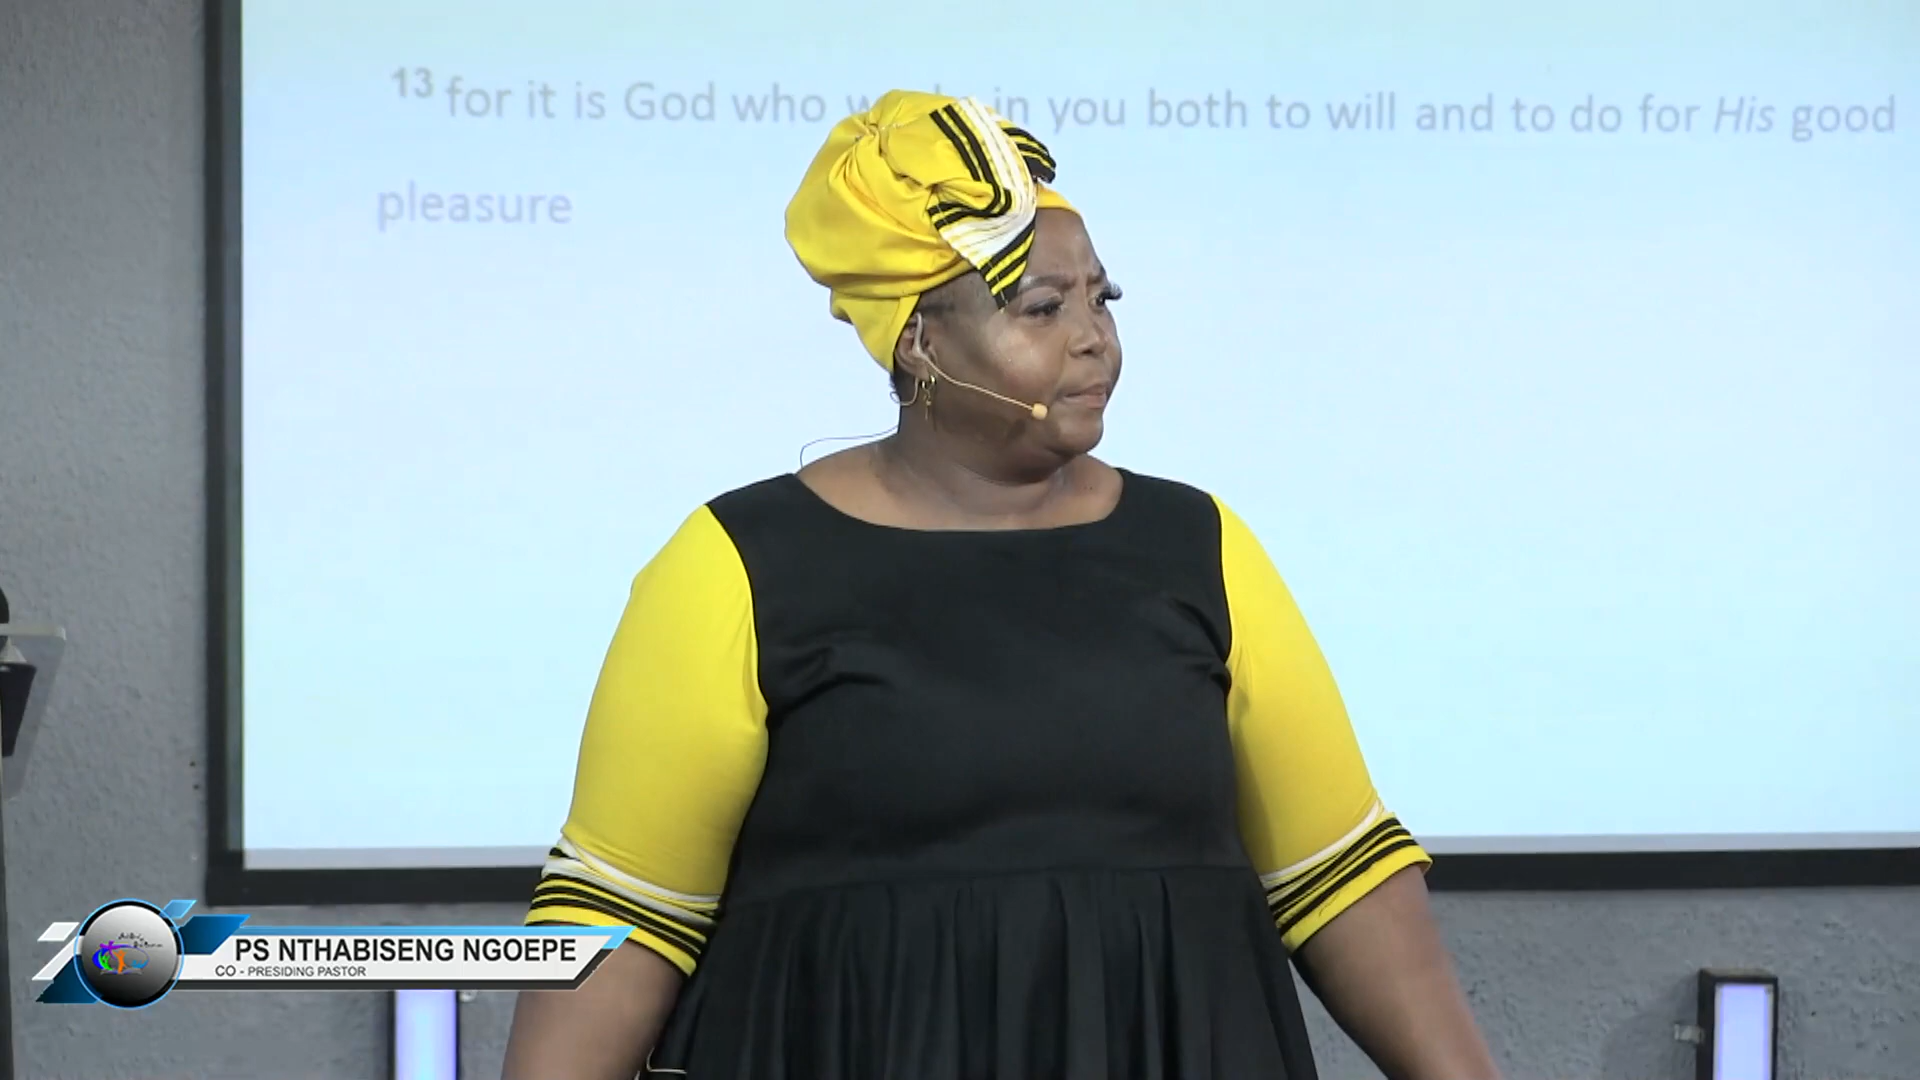 13 for it is God who in you both to will and to do for His good
pleasure
PS NTHABISENG NGOEPE
CO - PRESIDING PASTOR